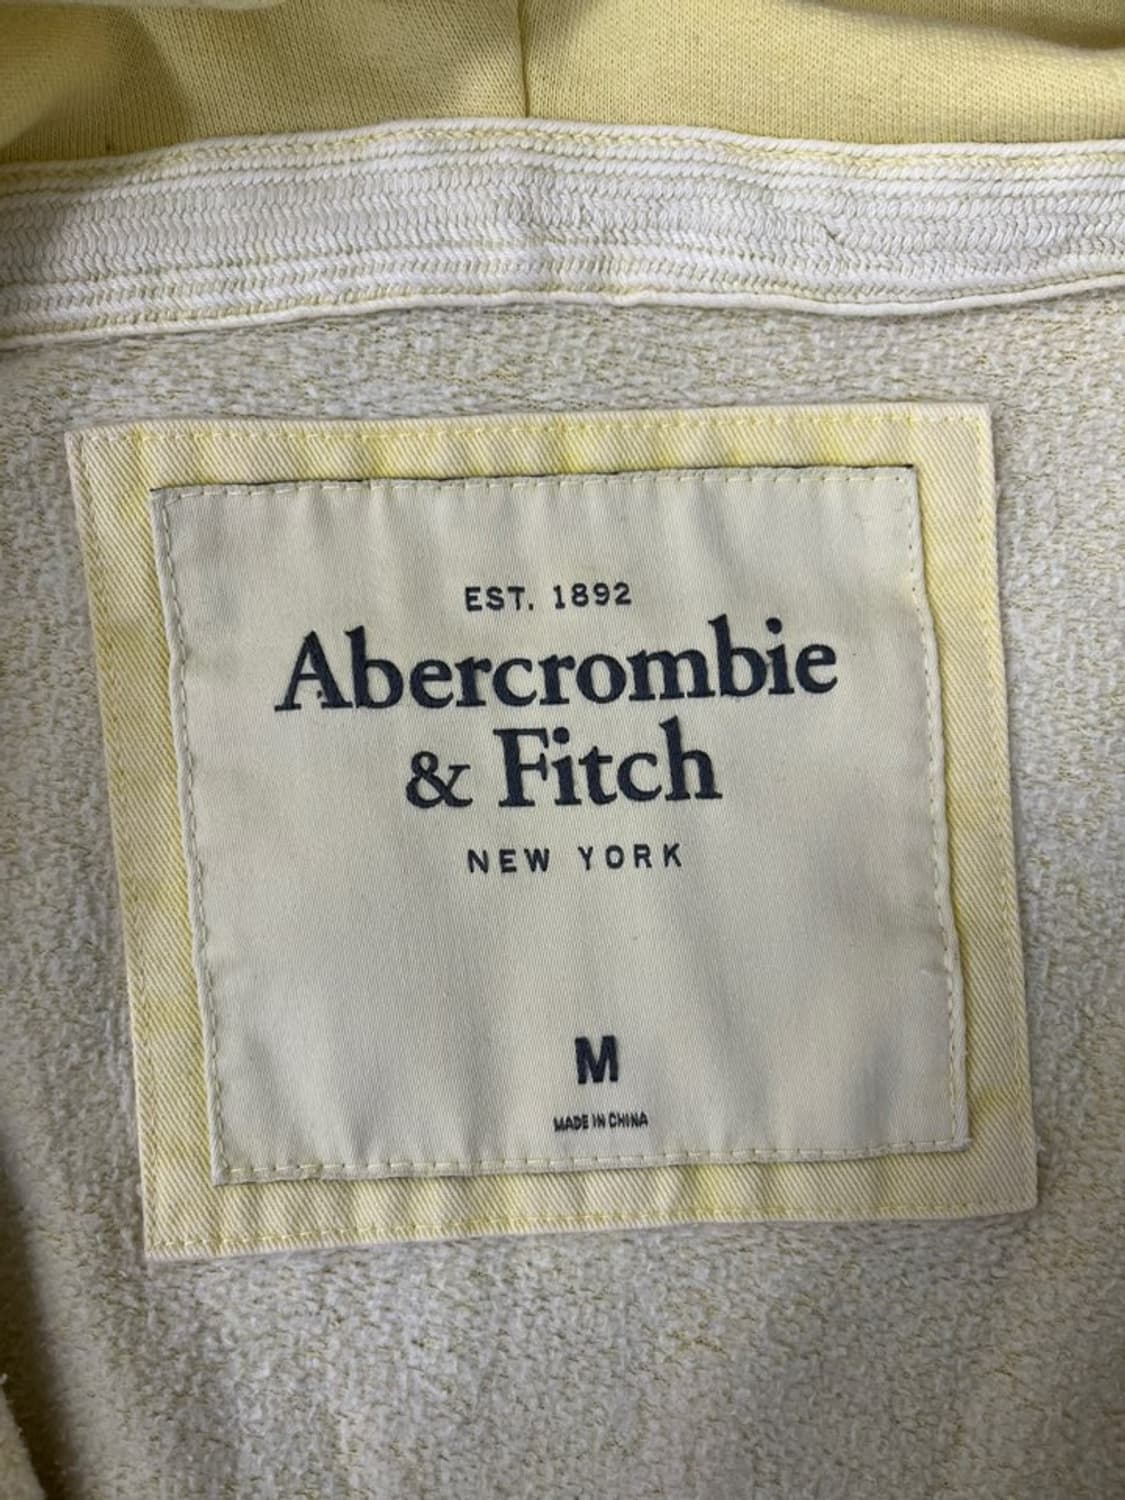 EST. 1892
Abercrombie
& Fitch
NEW YORK
M
MADE IN CHINA